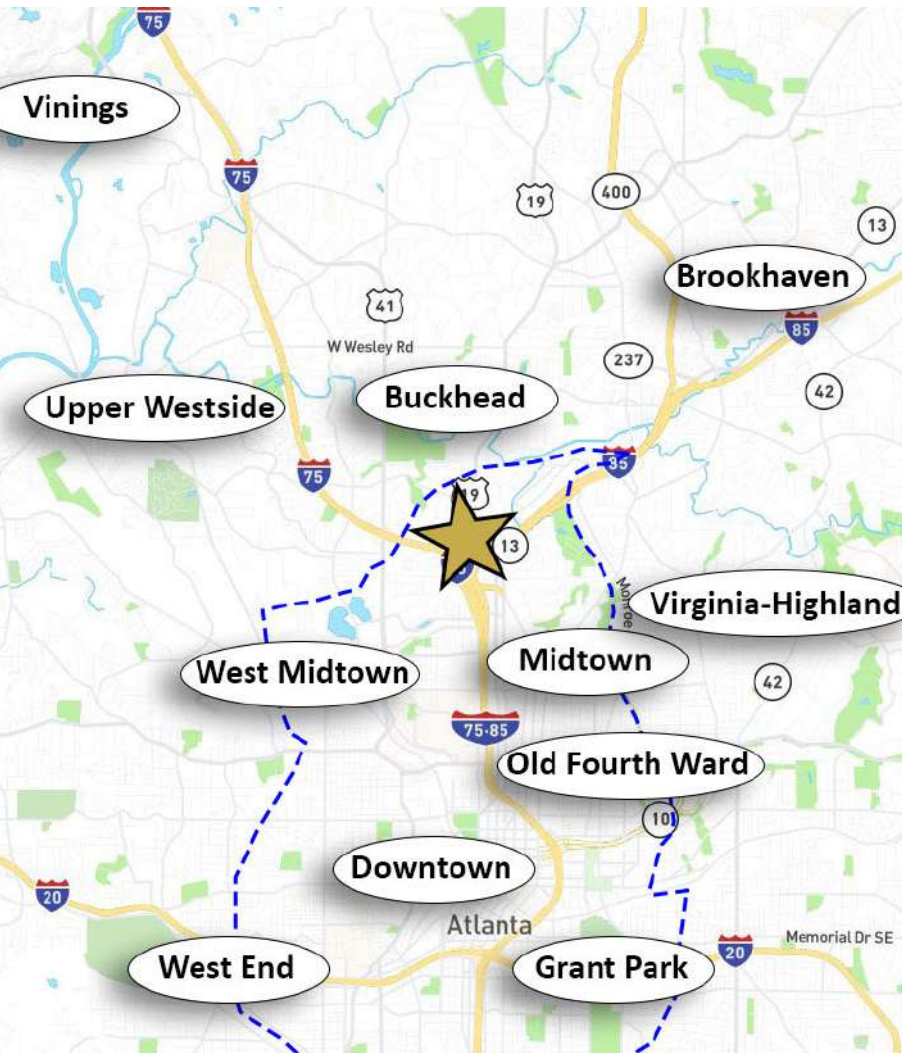 75
Vinings
75
19
400
13
Brookhaven
41
85
W Wesley Rd
237
42
Buckhead
Upper Westside
75
85
19
13
Monroe
Virginia-Highland
Midtown
West Midtown
42
75-85
Old Fourth Ward
10
Downtown
20
Atlanta
Memorial Dr SE
20
West End
Grant Park